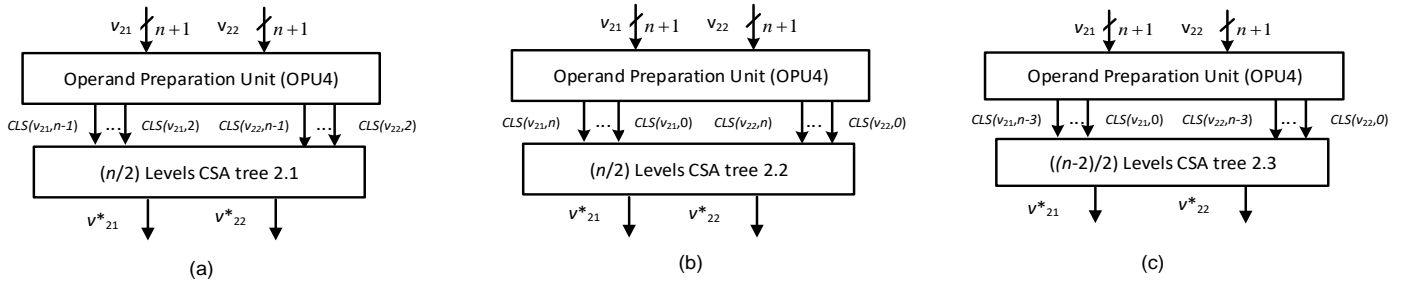 v21 n+1 v22 n+1
Operand Preparation Unit (OPU4)
CLS(v21,n-1) ... CLS(v21,2) CLS(v22,n-1) ... CLS(v22,2)
(n/2) Levels CSA tree 2.1
v*21 v*22
(a)
v21 n+1 v22 n+1
Operand Preparation Unit (OPU4)
CLS(v21,n) ... CLS(v21,0) CLS(v22,n) ... CLS(v22,0)
(n/2) Levels CSA tree 2.2
v*21 v*22
(b)
v21 n+1 v22 n+1
Operand Preparation Unit (OPU4)
CLS(v21,n-3) ... CLS(v21,0) CLS(v22,n-3) ... CLS(v22,0)
((n-2)/2) Levels CSA tree 2.3
v*21 v*22
(c)